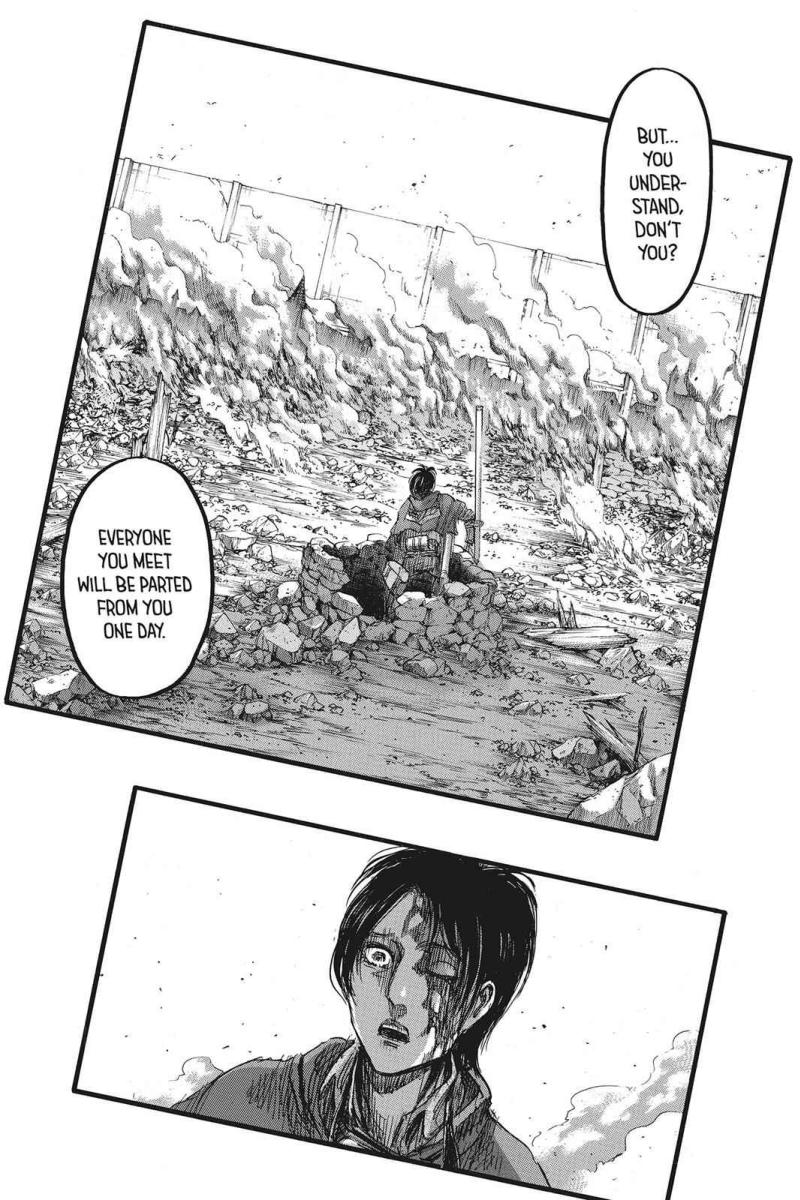 BUT...
YOU
UNDER-
STAND,
DON'T
YOU?
EVERYONE
YOU MEET
WILL BE PARTED
FROM YOU
ONE DAY.